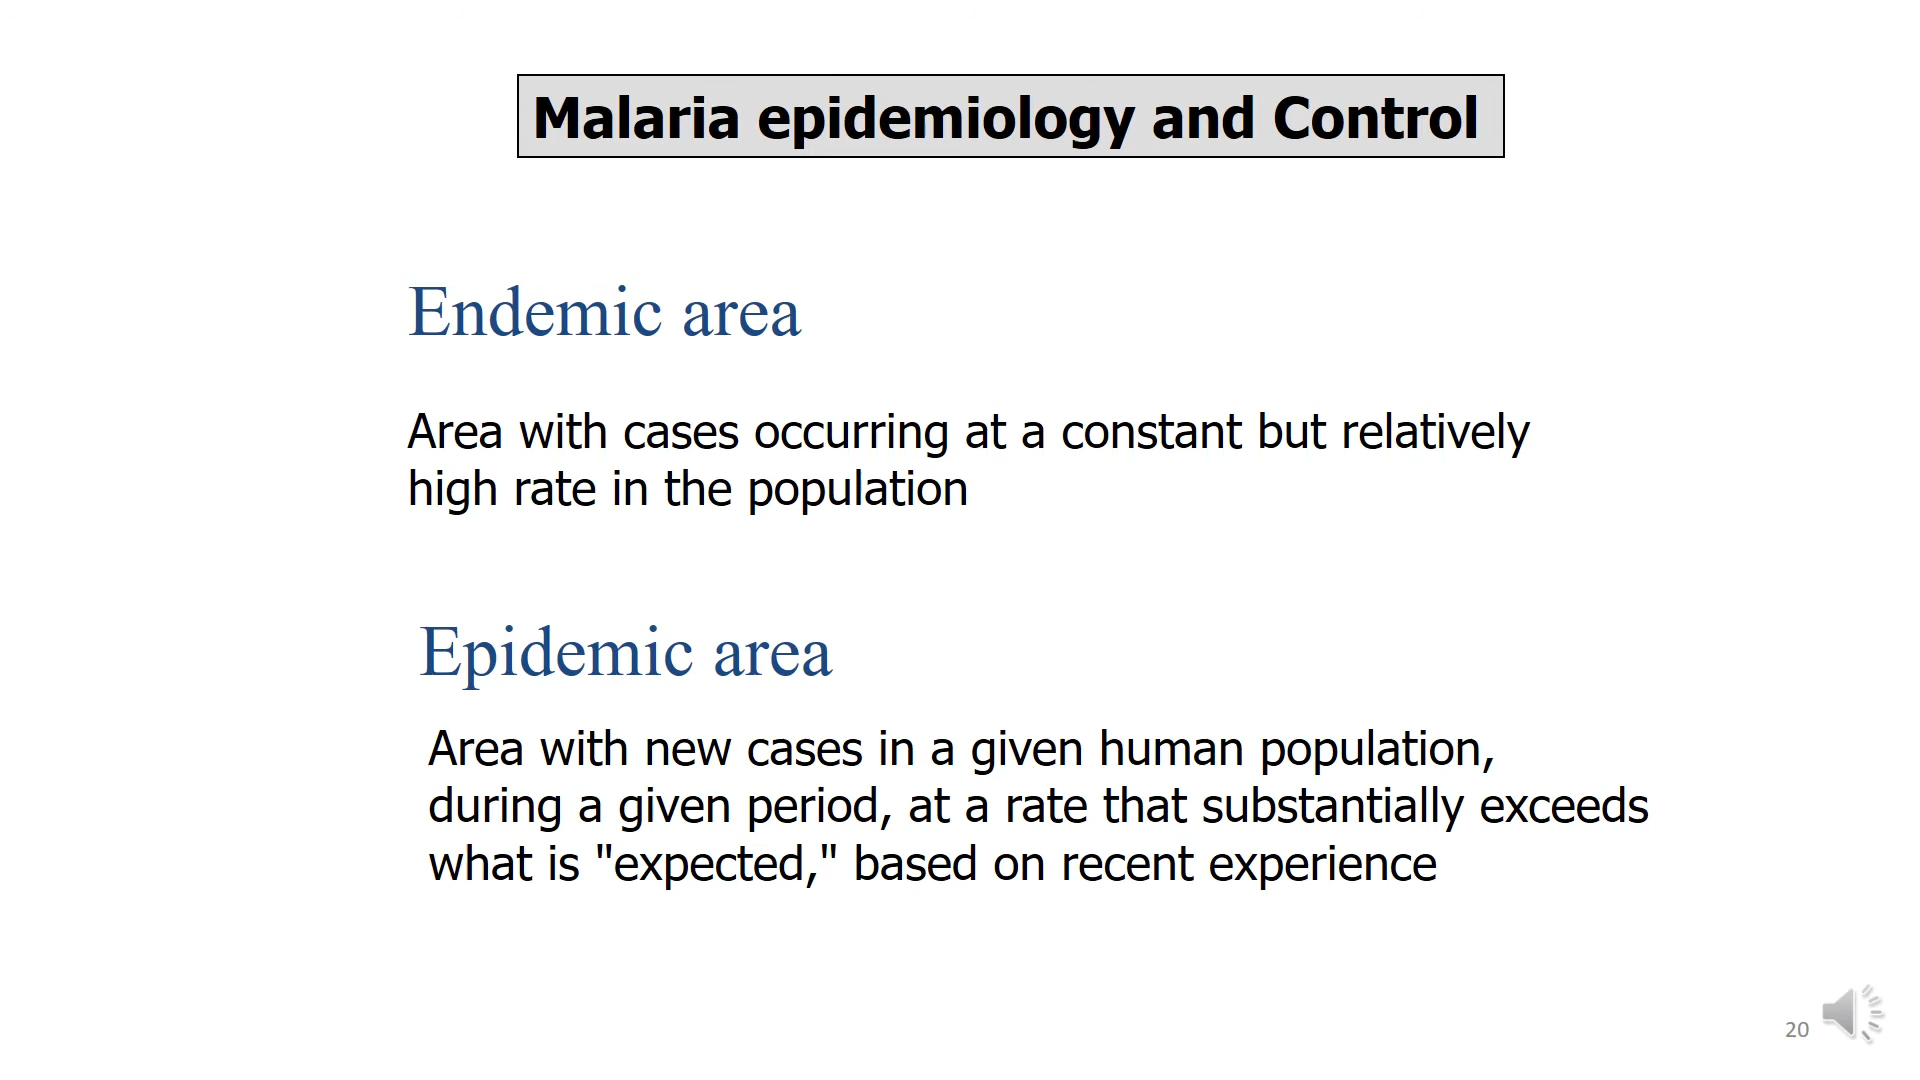 Malaria epidemiology and Control
Endemic area
Area with cases occurring at a constant but relatively
high rate in the population
Epidemic area
Area with new cases in a given human population,
during a given period, at a rate that substantially exceeds
what is "expected," based on recent experience
20